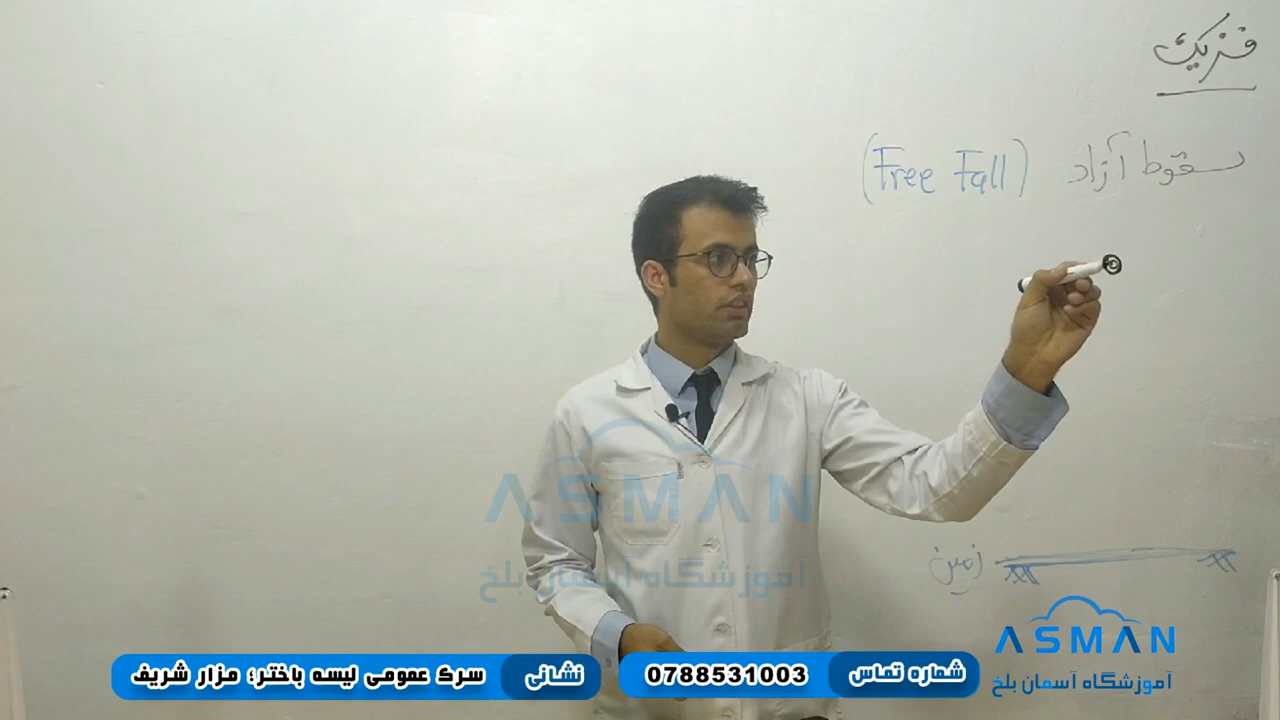 فزیک
سقوط آزاد (Free Fall)
زمین
ASMAN
آموزشگاه آسمان بلخ
ASMAN
آموزشگاه آسمان بلخ
شماره تماس 0788531003
نشانی سرک عمومی لیسه باختر؛ مزار شریف